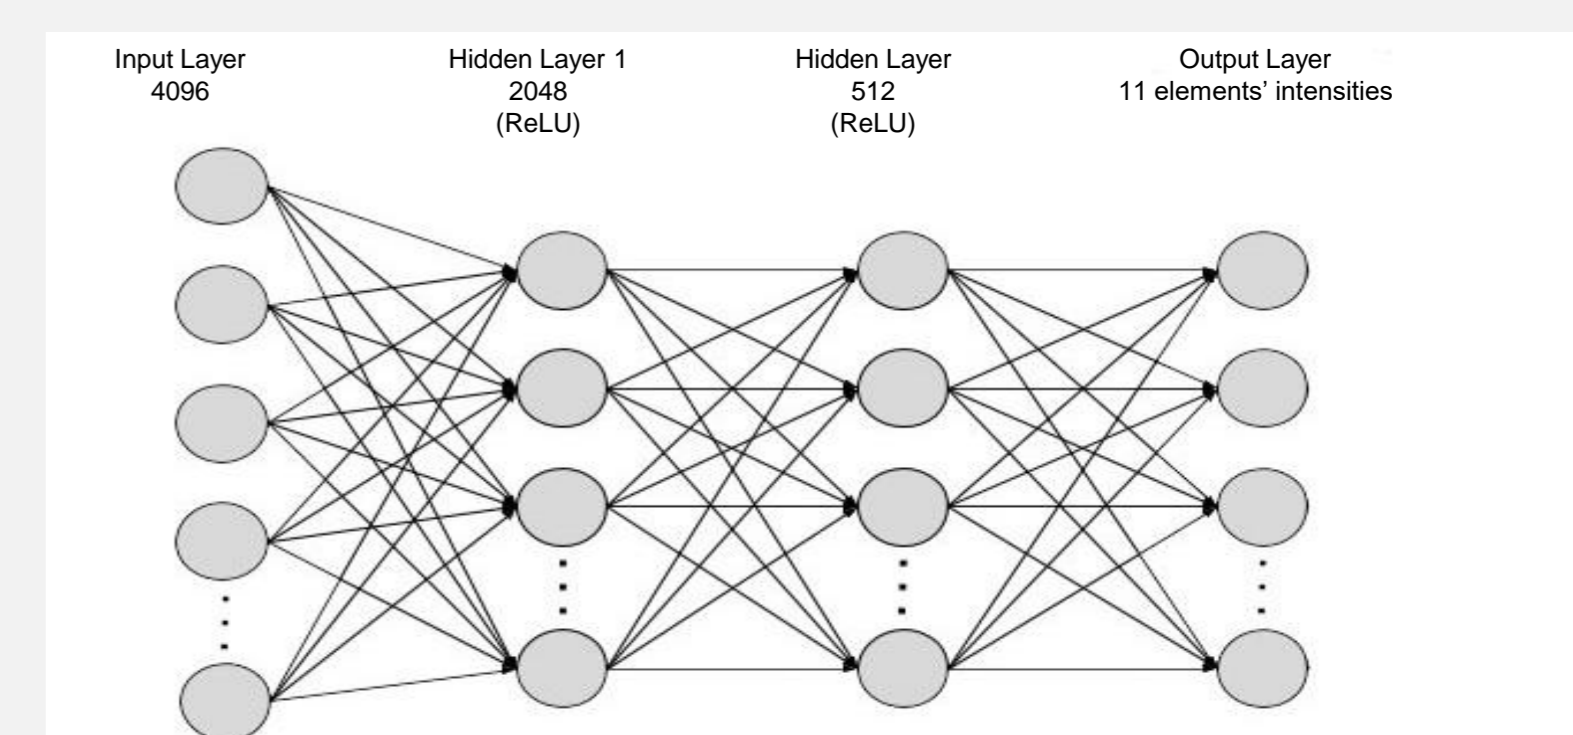 Input Layer
4096
Hidden Layer 1
2048
(ReLU)
Hidden Layer
512
(ReLU)
Output Layer
11 elements’ intensities